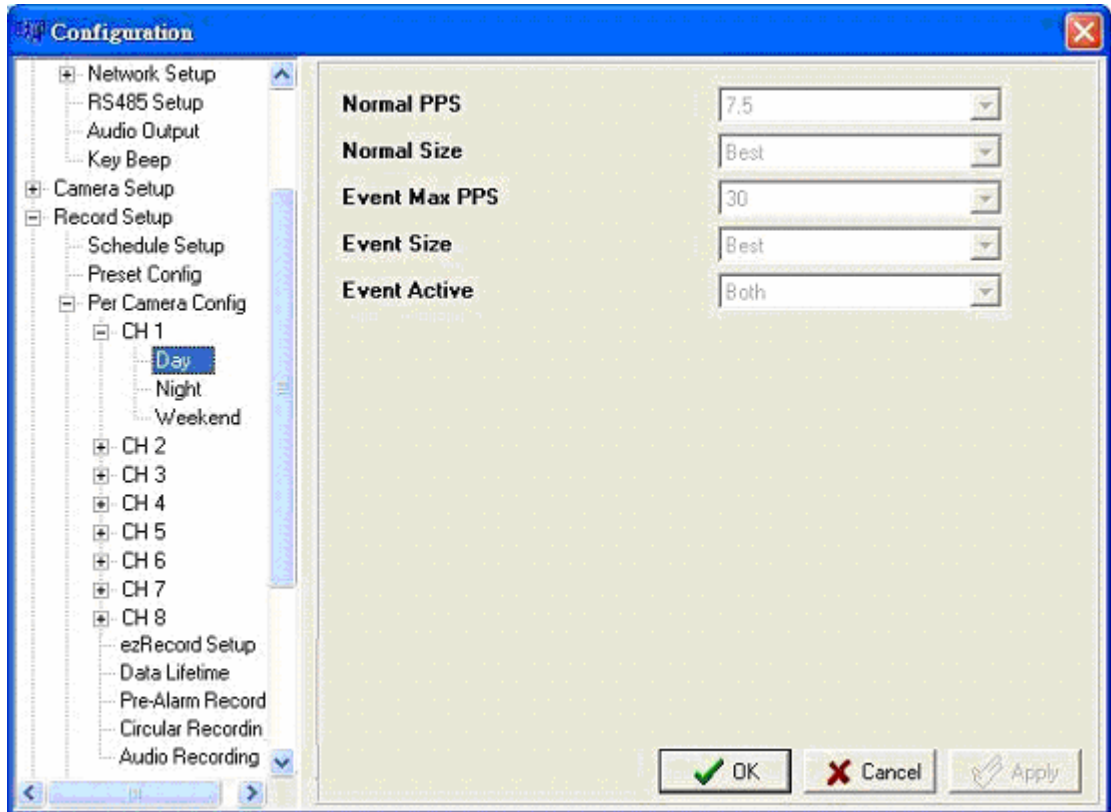 Configuration
Network Setup
RS485 Setup
Audio Output
Key Beep
Camera Setup
Record Setup
Schedule Setup
Preset Config
Per Camera Config
CH 1
Day
Night
Weekend
CH 2
CH 3
CH 4
CH 5
CH 6
CH 7
CH 8
ezRecord Setup
Data Lifetime
Pre-Alarm Record
Circular Recordin
Audio Recording
Normal PPS 7.5
Normal Size Best
Event Max PPS 30
Event Size Best
Event Active Both
OK Cancel Apply